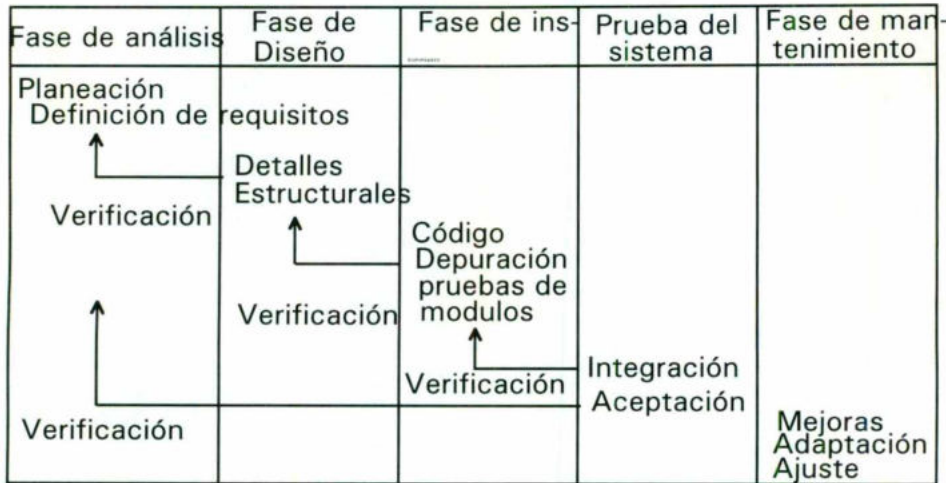 Fase de análisis
Fase de
Diseño
Fase de ins-
Prueba del
sistema
Fase de man-
tenimiento
Planeación
Definición de requisitos
Verificación
Detalles
Estructurales
Verificación
Código
Depuración
pruebas de
modulos
Verificación
Integración
Aceptación
Verificación
Mejoras
Adaptación
Ajuste